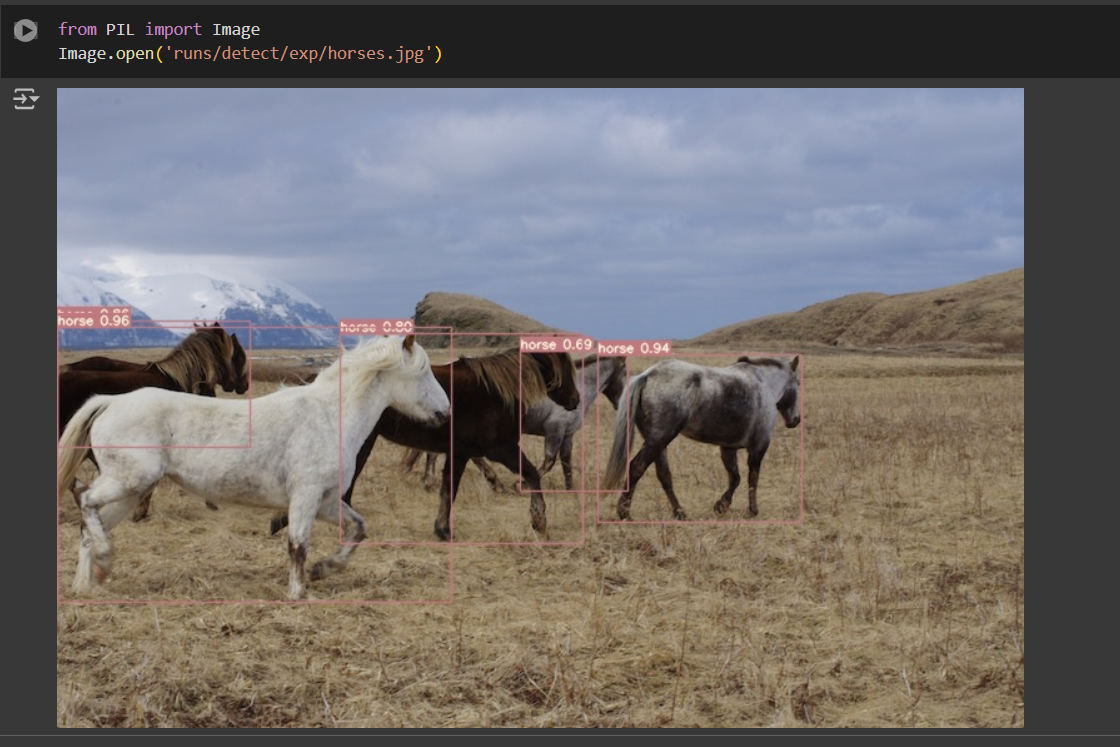 from PIL import Image
Image.open('runs/detect/exp/horses.jpg')
horse 0.96
horse 0.80
horse 0.69
horse 0.94